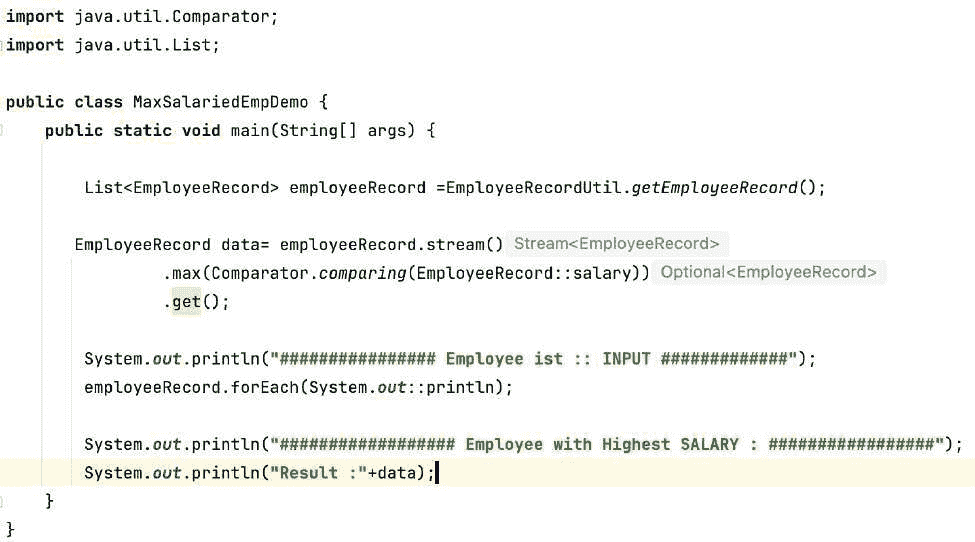 import java.util.Comparator;
import java.util.List;
public class MaxSalariedEmpDemo {
public static void main(String[] args) {
List<EmployeeRecord> employeeRecord =EmployeeRecordUtil.getEmployeeRecord();
EmployeeRecord data= employeeRecord.stream() Stream<EmployeeRecord>
.max(Comparator.comparing(EmployeeRecord::salary)) Optional<EmployeeRecord>
.get();
System.out.println("################ Employee ist :: INPUT #############");
employeeRecord.forEach(System.out::println);
System.out.println("################## Employee with Highest SALARY : #################");
System.out.println("Result :"+data);
}
}